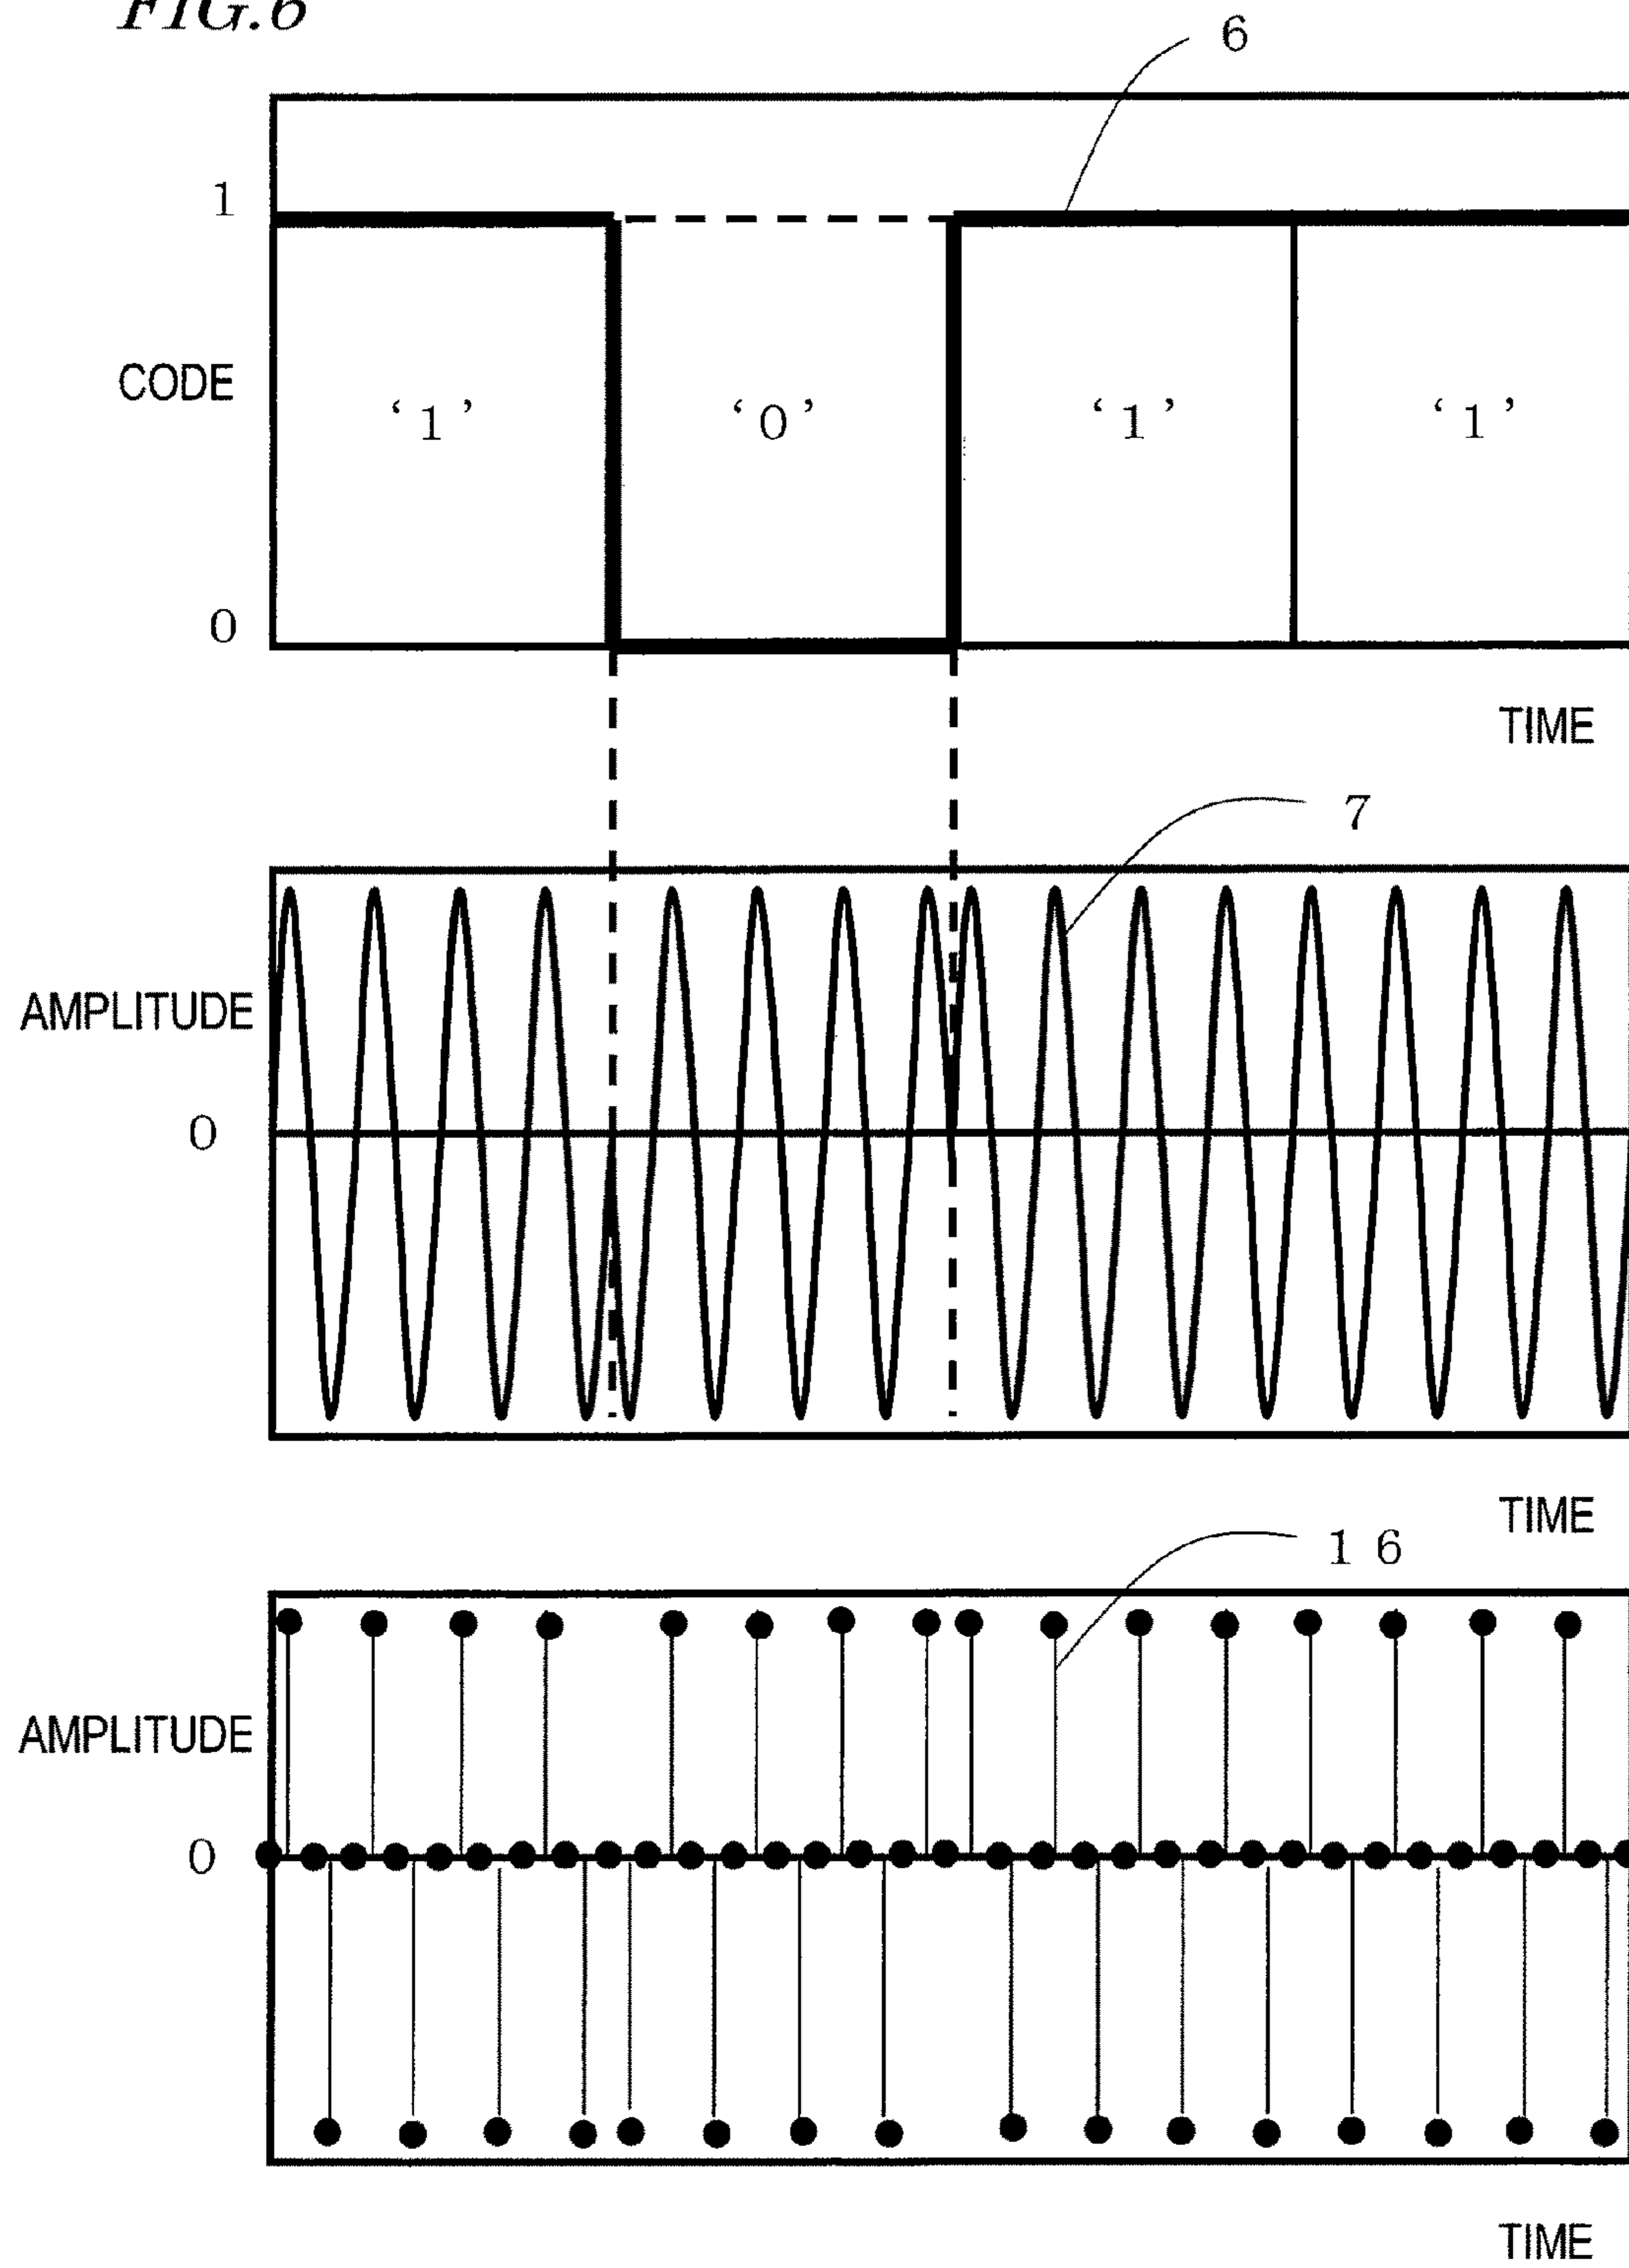 FIG.6
6
1
CODE
‘1’ ‘0’ ‘1’ ‘1’
0
TIME
7
AMPLITUDE
0
TIME
16
AMPLITUDE
0
TIME